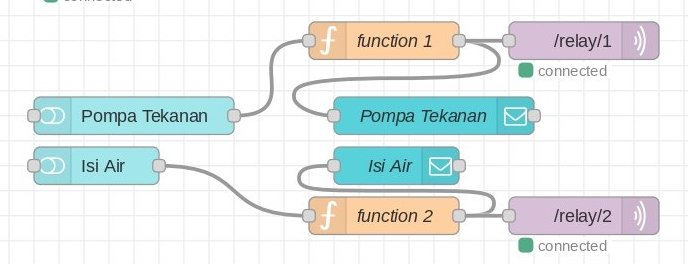 connected
function 1
/relay/1
connected
Pompa Tekanan
Pompa Tekanan
Isi Air
Isi Air
function 2
/relay/2
connected